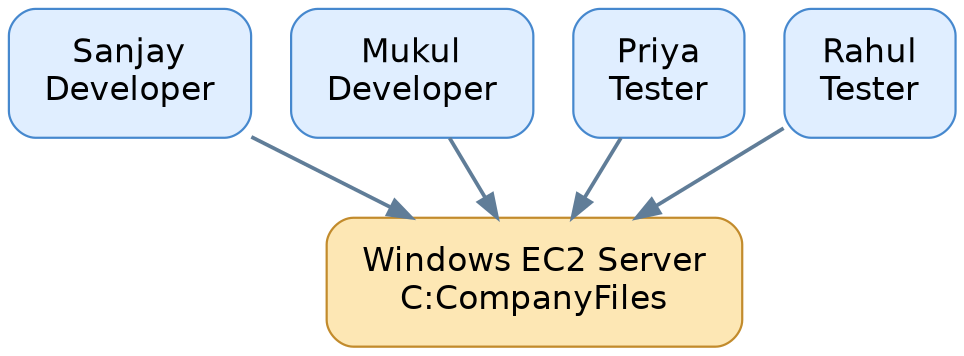 Sanjay
Developer
Mukul
Developer
Priya
Tester
Rahul
Tester
Windows EC2 Server
C:CompanyFiles